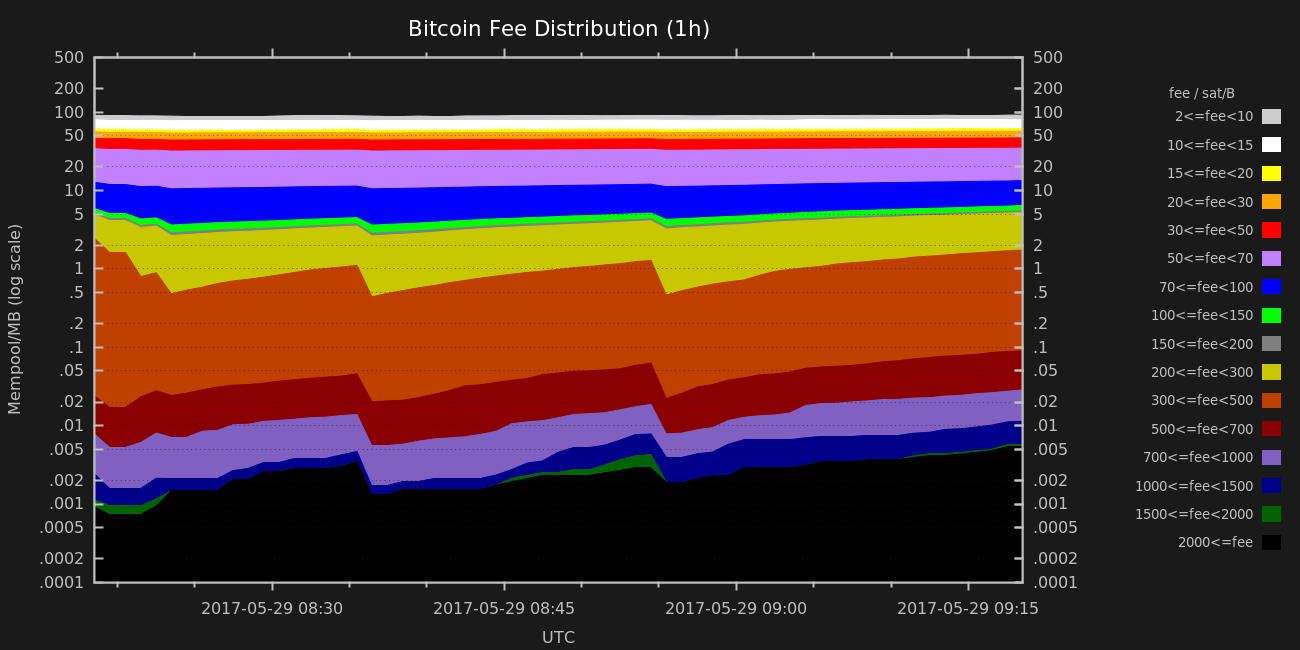 Bitcoin Fee Distribution (1h)
Mempool/MB (log scale)
500
200
100
50
20
10
5
2
1
.5
.2
.1
.05
.02
.01
.005
.002
.001
.0005
.0002
.0001
500
200
100
50
20
10
5
2
1
.5
.2
.1
.05
.02
.01
.005
.002
.001
.0005
.0002
.0001
2017-05-29 08:30
2017-05-29 08:45
2017-05-29 09:00
2017-05-29 09:15
UTC
fee / sat/B
2<=fee<10
10<=fee<15
15<=fee<20
20<=fee<30
30<=fee<50
50<=fee<70
70<=fee<100
100<=fee<150
150<=fee<200
200<=fee<300
300<=fee<500
500<=fee<700
700<=fee<1000
1000<=fee<1500
1500<=fee<2000
2000<=fee